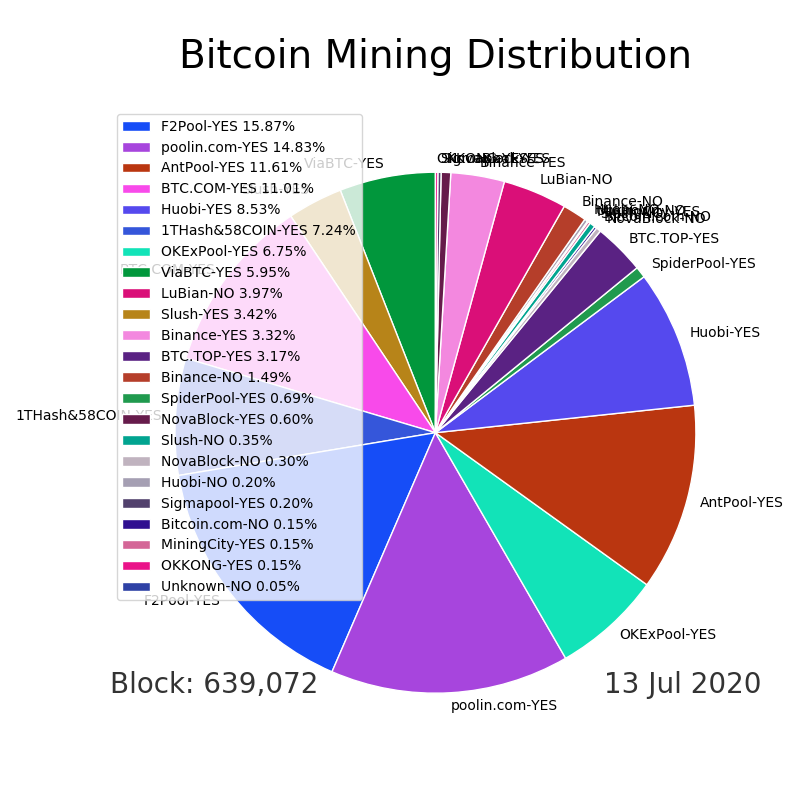 Bitcoin Mining Distribution
F2Pool-YES 15.87%
poolin.com-YES 14.83%
AntPool-YES 11.61%
BTC.COM-YES 11.01%
Huobi-YES 8.53%
1THash&58COIN-YES 7.24%
OKExPool-YES 6.75%
ViaBTC-YES 5.95%
LuBian-NO 3.97%
Slush-YES 3.42%
Binance-YES 3.32%
BTC.TOP-YES 3.17%
Binance-NO 1.49%
SpiderPool-YES 0.69%
NovaBlock-YES 0.60%
Slush-NO 0.35%
NovaBlock-NO 0.30%
Huobi-NO 0.20%
Sigmapool-YES 0.20%
Bitcoin.com-NO 0.15%
MiningCity-YES 0.15%
OKKONG-YES 0.15%
Unknown-NO 0.05%
ViaBTC-YES
Binance-YES
LuBian-NO
Binance-NO
NovaBlock-NO
BTC.TOP-YES
SpiderPool-YES
Huobi-YES
AntPool-YES
OKExPool-YES
poolin.com-YES
F2Pool-YES
1THash&58COIN-YES
BTC.COM-YES
Block: 639,072
13 Jul 2020